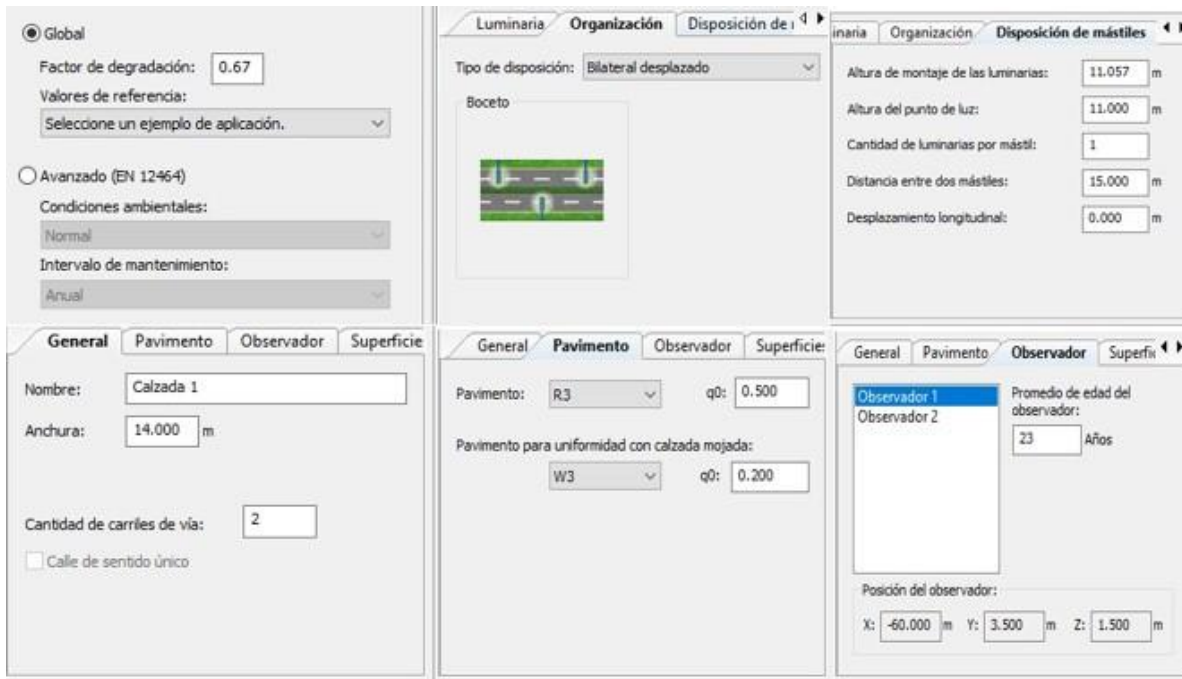 Global
Factor de degradación: 0.67
Valores de referencia:
Seleccione un ejemplo de aplicación.
Avanzado (EN 12464)
Condiciones ambientales:
Normal
Intervalo de mantenimiento:
Anual
Luminaria Organización Disposición de
Tipo de disposición: Bilateral desplazado
Boceto
inaria Organización Disposición de mástiles
Altura de montaje de las luminarias: 11.057 m
Altura del punto de luz: 11.000 m
Cantidad de luminarias por mástil: 1
Distancia entre dos mástiles: 15.000 m
Desplazamiento longitudinal: 0.000 m
General Pavimento Observador Superficie
Nombre: Calzada 1
Anchura: 14.000 m
Cantidad de carriles de vía: 2
Calle de sentido único
General Pavimento Observador Superficies
Pavimento: R3 q0: 0.500
Pavimento para uniformidad con calzada mojada:
W3 q0: 0.200
General Pavimento Observador Superfi
Observador 1
Observador 2
Promedio de edad del
observador:
23 Años
Posición del observador:
X: -60.000 m Y: 3.500 m Z: 1.500 m